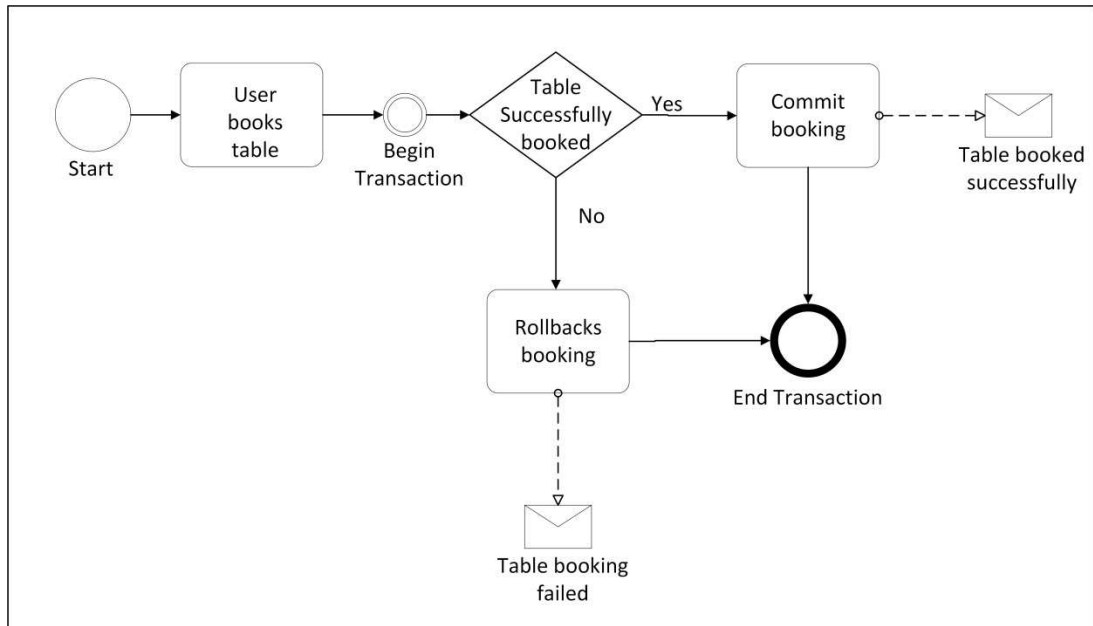 Start
User
books
table
Begin
Transaction
Table
Successfully
booked
Yes
Commit
booking
Table booked
successfully
No
Rollbacks
booking
End Transaction
Table booking
failed